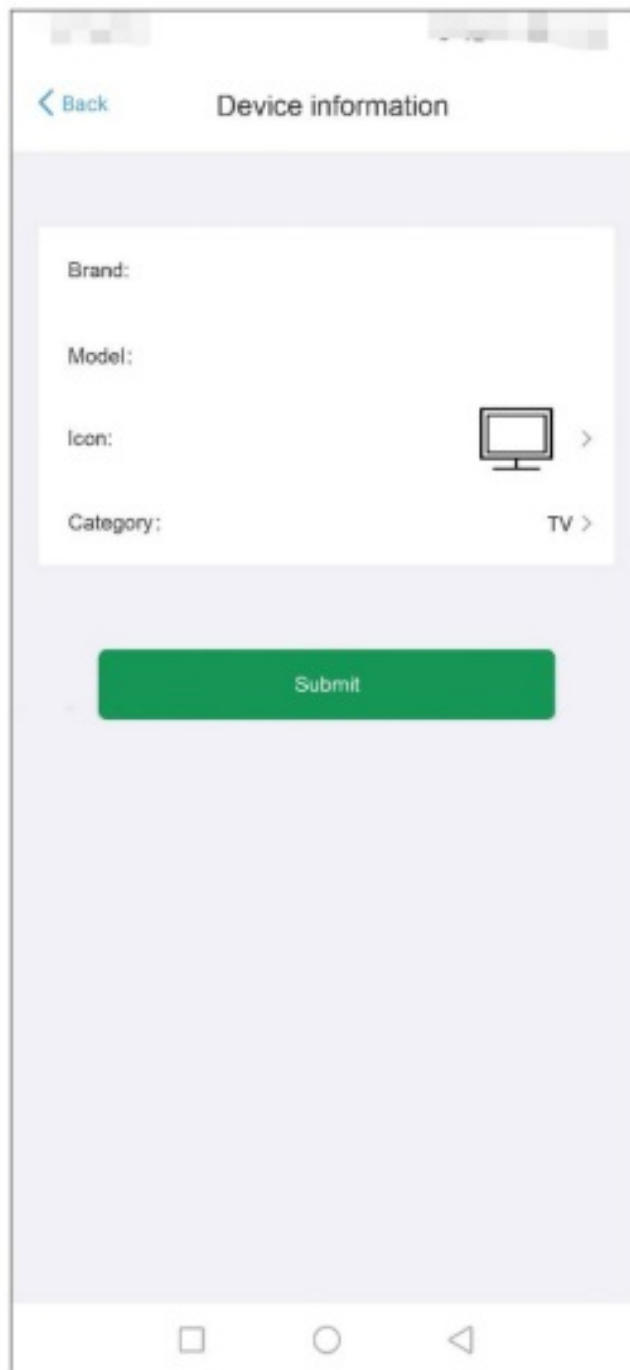 Back
Device information
Brand:
Model:
Icon:
Category:
TV
Submit